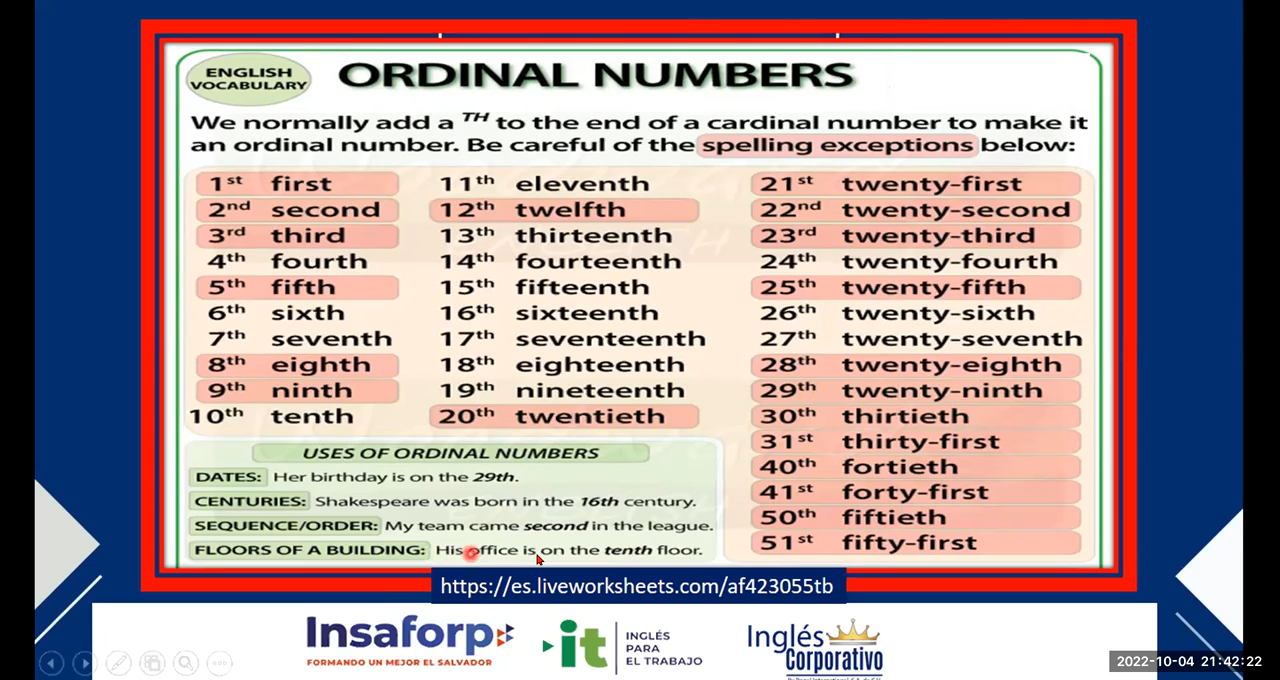 ENGLISH
VOCABULARY
ORDINAL NUMBERS
We normally add a TH to the end of a cardinal number to make it
an ordinal number. Be careful of the spelling exceptions below:
1st first
2nd second
3rd third
4th fourth
5th fifth
6th sixth
7th seventh
8th eighth
9th ninth
10th tenth
11th eleventh
12th twelfth
13th thirteenth
14th fourteenth
15th fifteenth
16th sixteenth
17th seventeenth
18th eighteenth
19th nineteenth
20th twentieth
21st twenty-first
22nd twenty-second
23rd twenty-third
24th twenty-fourth
25th twenty-fifth
26th twenty-sixth
27th twenty-seventh
28th twenty-eighth
29th twenty-ninth
30th thirtieth
31st thirty-first
40th fortieth
41st forty-first
50th fiftieth
51st fifty-first
USES OF ORDINAL NUMBERS
DATES: Her birthday is on the 29th.
CENTURIES: Shakespeare was born in the 16th century.
SEQUENCE/ORDER: My team came second in the league.
FLOORS OF A BUILDING: His office is on the tenth floor.
https://es.liveworksheets.com/af423055tb
Insaforp
FORMANDO UN MEJOR EL SALVADOR
it
INGLÉS
PARA
EL TRABAJO
Inglés
Corporativo
2022-10-04 21:42:22